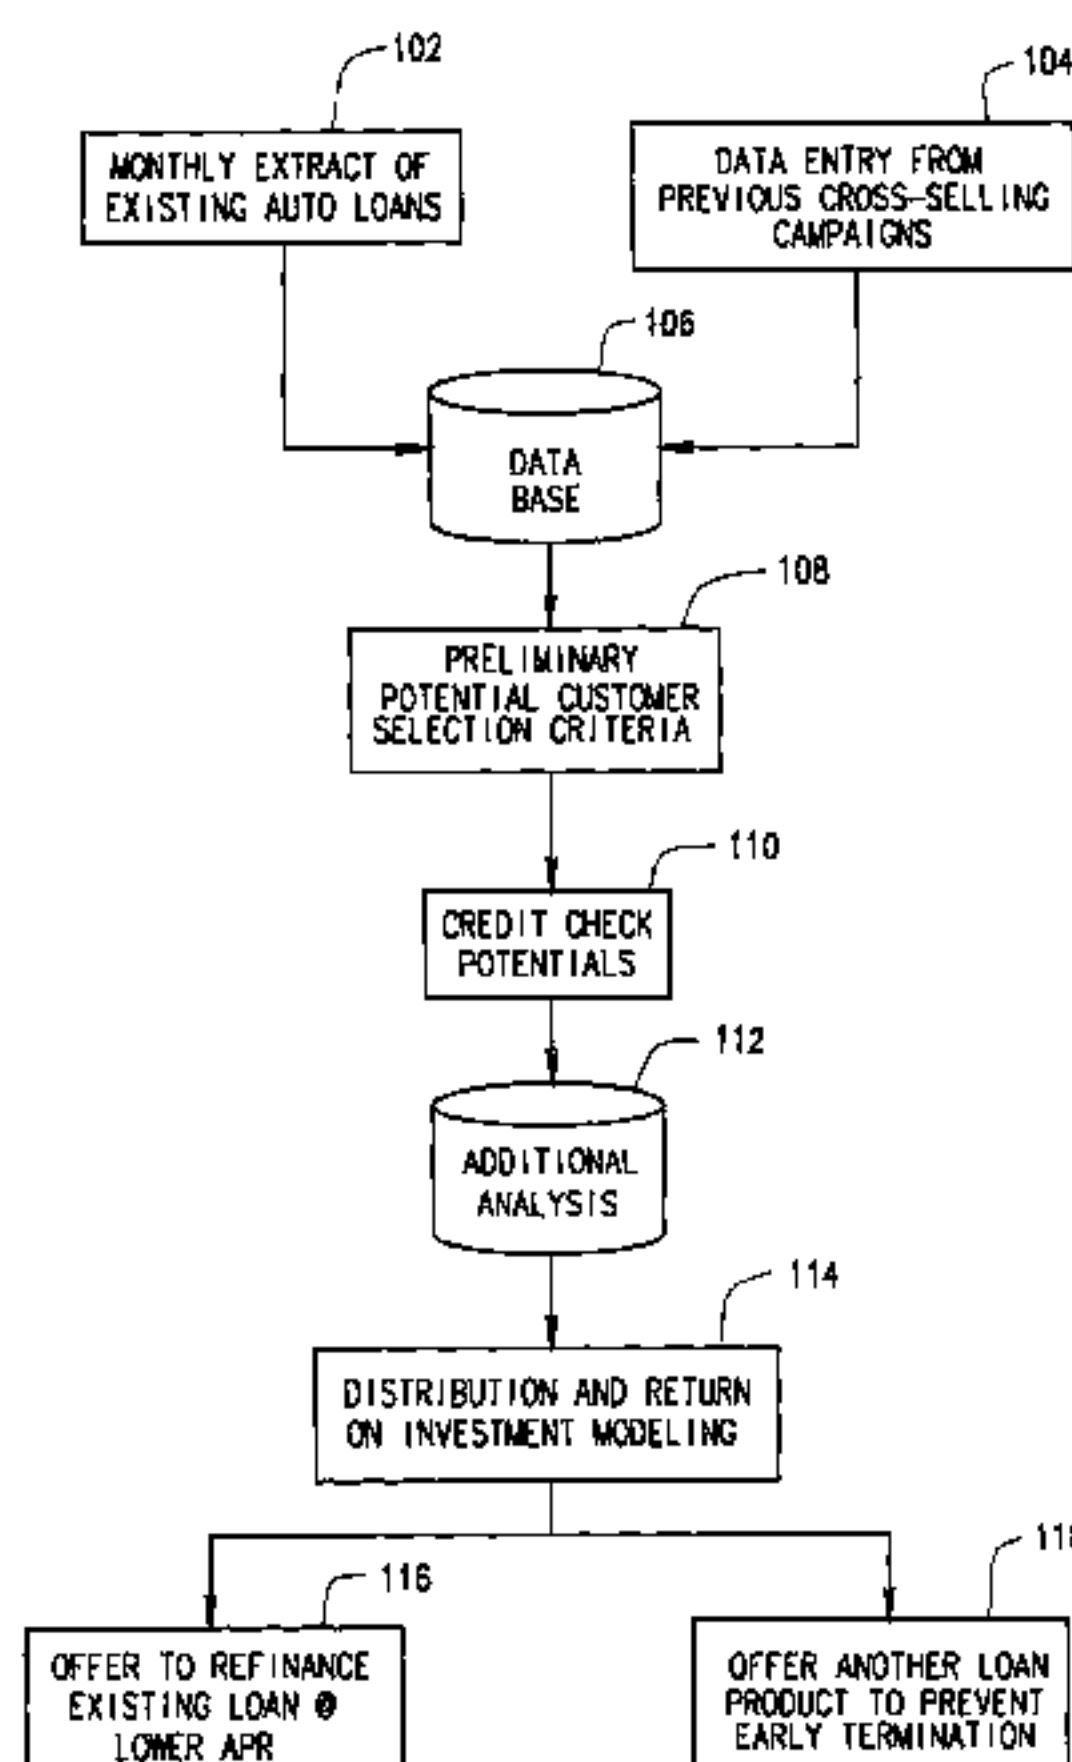 102
104
MONTHLY EXTRACT OF
EXISTING AUTO LOANS
DATA ENTRY FROM
PREVIOUS CROSS-SELLING
CAMPAIGNS
106
DATA
BASE
108
PRELIMINARY
POTENTIAL CUSTOMER
SELECTION CRITERIA
110
CREDIT CHECK
POTENTIALS
112
ADDITIONAL
ANALYSIS
114
DISTRIBUTION AND RETURN
ON INVESTMENT MODELING
116
OFFER TO REFINANCE
EXISTING LOAN @
LOWER APR
OFFER ANOTHER LOAN
PRODUCT TO PREVENT
EARLY TERMINATION